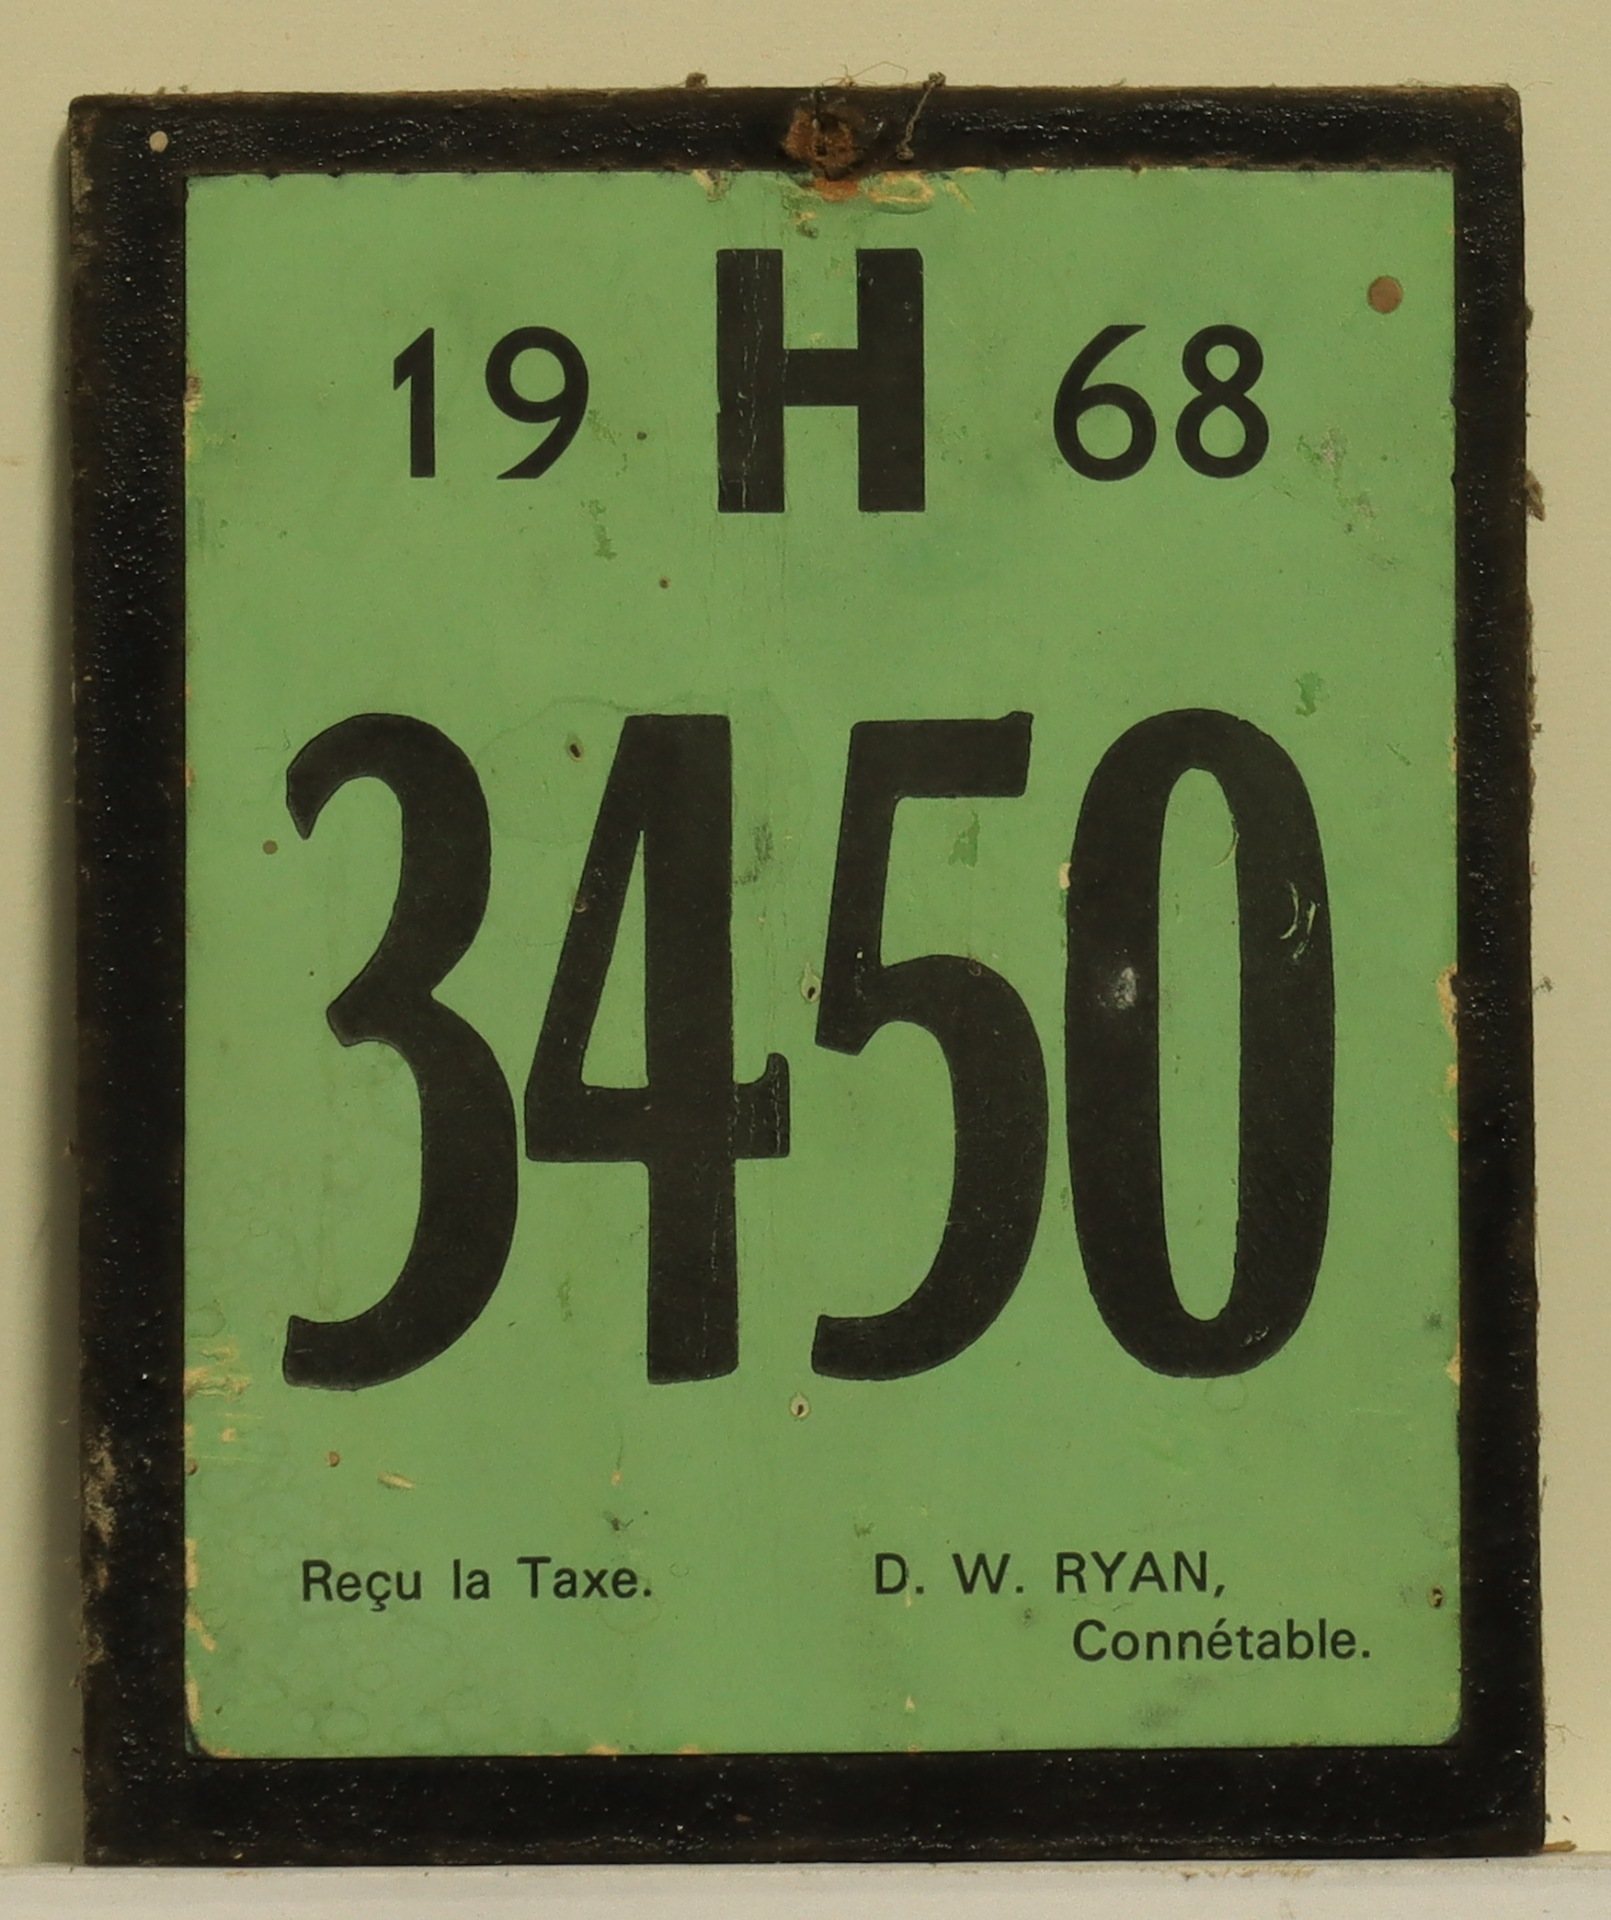 19 H 68
3450
Reçu la Taxe. D. W. RYAN,
Connétable.